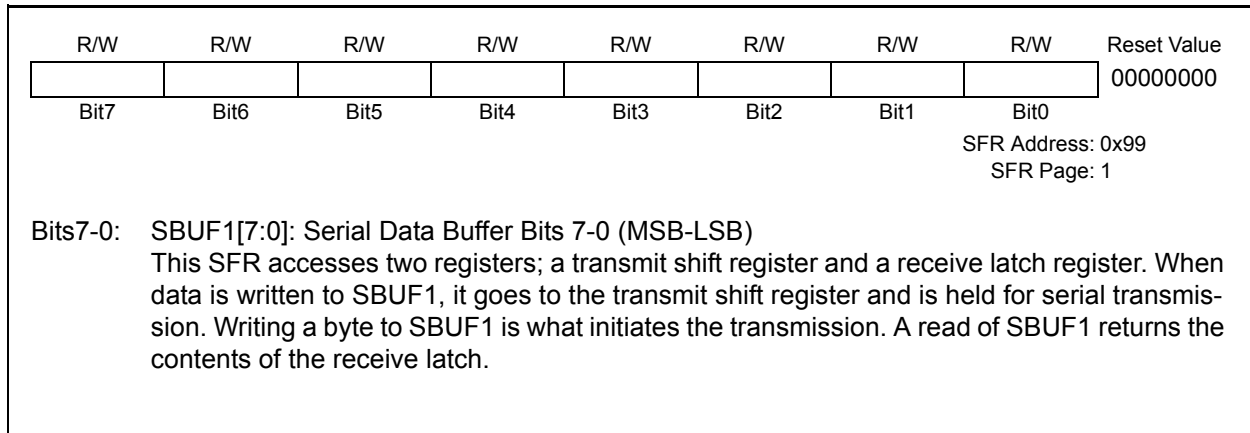 R/W R/W R/W R/W R/W R/W R/W R/W Reset Value
00000000
Bit7 Bit6 Bit5 Bit4 Bit3 Bit2 Bit1 Bit0
SFR Address: 0x99
SFR Page: 1
Bits7-0: SBUF1[7:0]: Serial Data Buffer Bits 7-0 (MSB-LSB)
This SFR accesses two registers; a transmit shift register and a receive latch register. When
data is written to SBUF1, it goes to the transmit shift register and is held for serial transmis-
sion. Writing a byte to SBUF1 is what initiates the transmission. A read of SBUF1 returns the
contents of the receive latch.